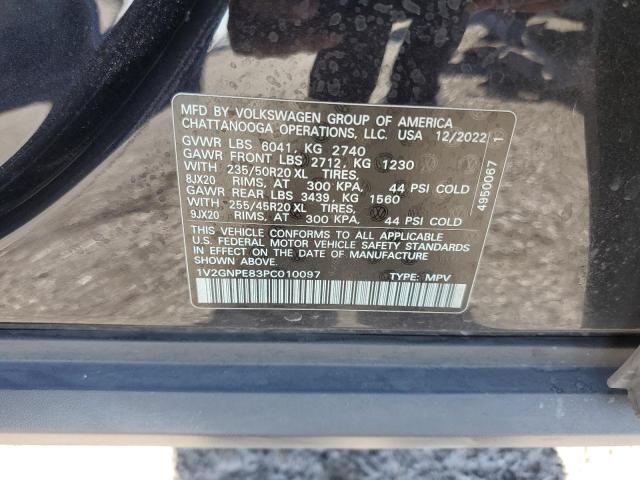 MFD BY VOLKSWAGEN GROUP OF AMERICA
CHATTANOOGA OPERATIONS, LLC. USA 12/2022
GVWR LBS 6041, KG 2740
GAWR FRONT LBS 2712, KG 1230
WITH 235/50R20 XL TIRES,
8JX20 RIMS, AT 300 KPA, 44 PSI COLD
GAWR REAR LBS 3439, KG 1560
WITH 255/45R20 XL TIRES,
9JX20 RIMS, AT 300 KPA, 44 PSI COLD
THIS VEHICLE CONFORMS TO ALL APPLICABLE
U.S. FEDERAL MOTOR VEHICLE SAFETY STANDARDS
IN EFFECT ON THE DATE OF MANUFACTURE
SHOWN ABOVE.
1V2GNPE83PC010097 TYPE: MPV
4950067 1